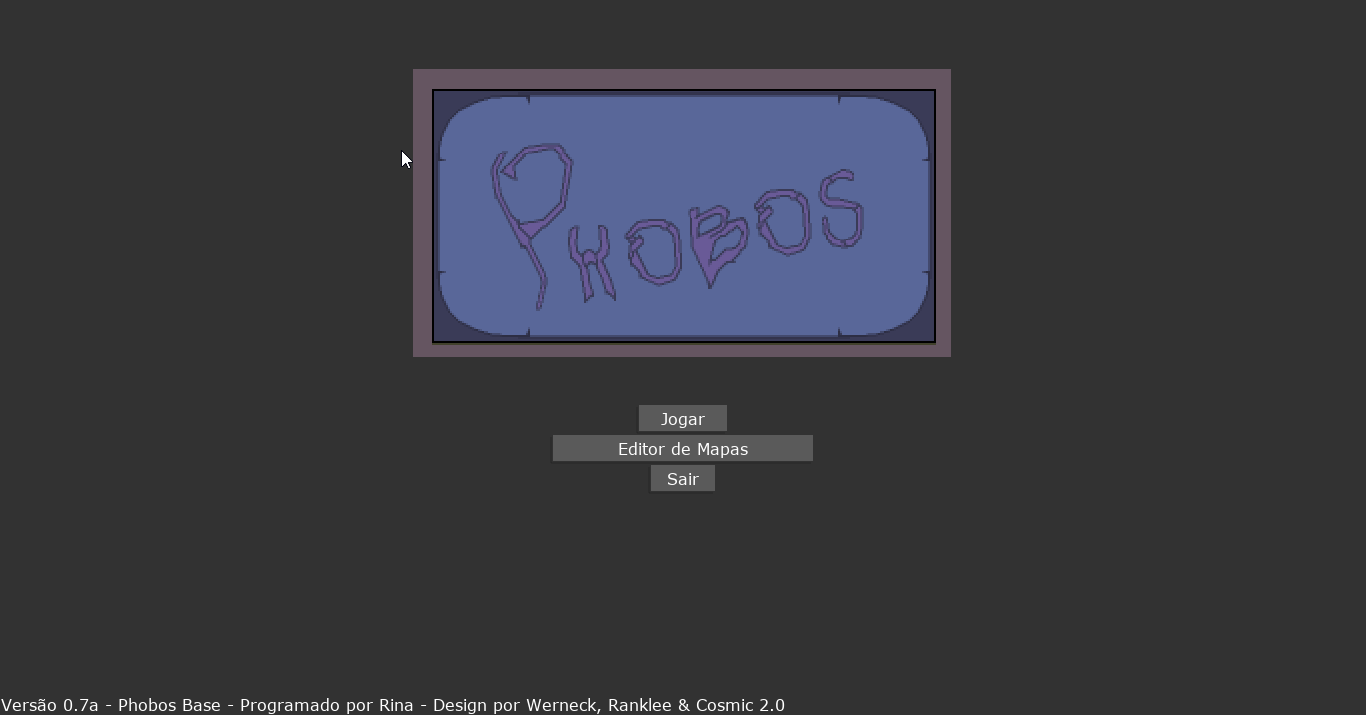 PHOBOS
Jogar
Editor de Mapas
Sair
Versão 0.7a - Phobos Base - Programado por Rina - Design por Werneck, Ranklee & Cosmic 2.0